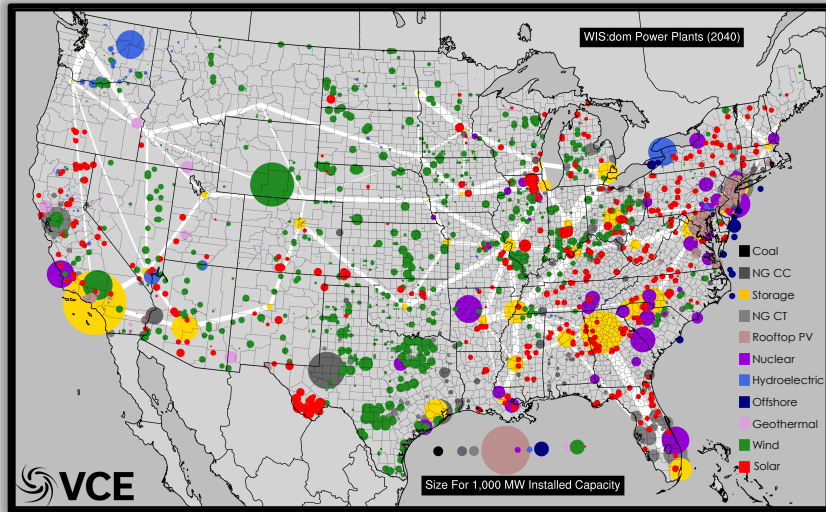 WIS:dom Power Plants (2040)
Coal
NG CC
Storage
NG CT
Rooftop PV
Nuclear
Hydroelectric
Offshore
Geothermal
Wind
Solar
Size For 1,000 MW Installed Capacity
VCE